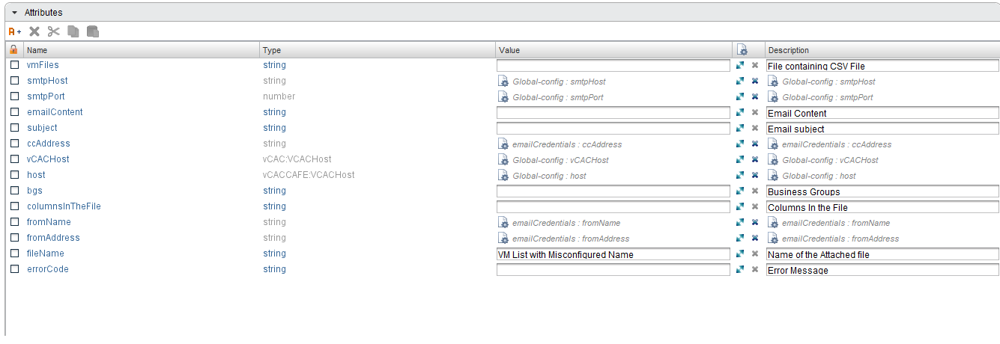 Attributes
A+
Name Type Value Description
vmFiles string File containing CSV File
smtpHost string Global-config : smtpHost Global-config : smtpHost
smtpPort number Global-config : smtpPort Global-config : smtpPort
emailContent string Email Content
subject string Email subject
ccAddress string emailCredentials : ccAddress emailCredentials : ccAddress
vCACHost vCAC:VCACHost Global-config : vCACHost Global-config : vCACHost
host vCACCAFE:VCACHost Global-config : host Global-config : host
bgs string Business Groups
columnsInTheFile string Columns In the File
fromName string emailCredentials : fromName emailCredentials : fromName
fromAddress string emailCredentials : fromAddress emailCredentials : fromAddress
fileName string VM List with Misconfigured Name Name of the Attached file
errorCode string Error Message